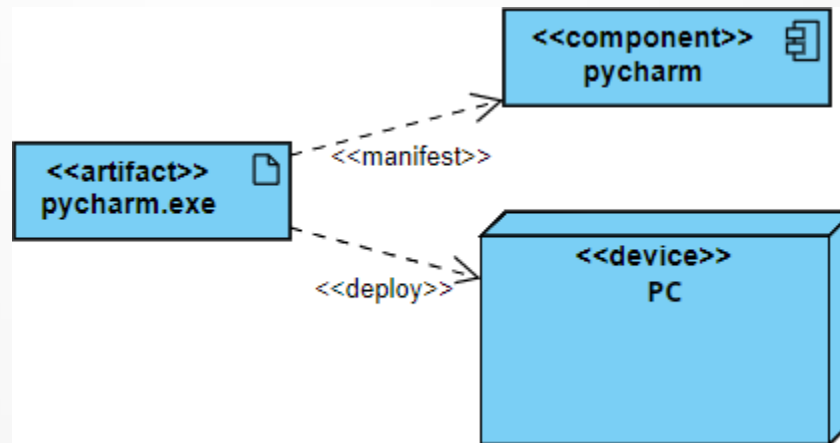 <<component>>
pycharm
<<manifest>>
<<artifact>>
pycharm.exe
<<deploy>>
<<device>>
PC